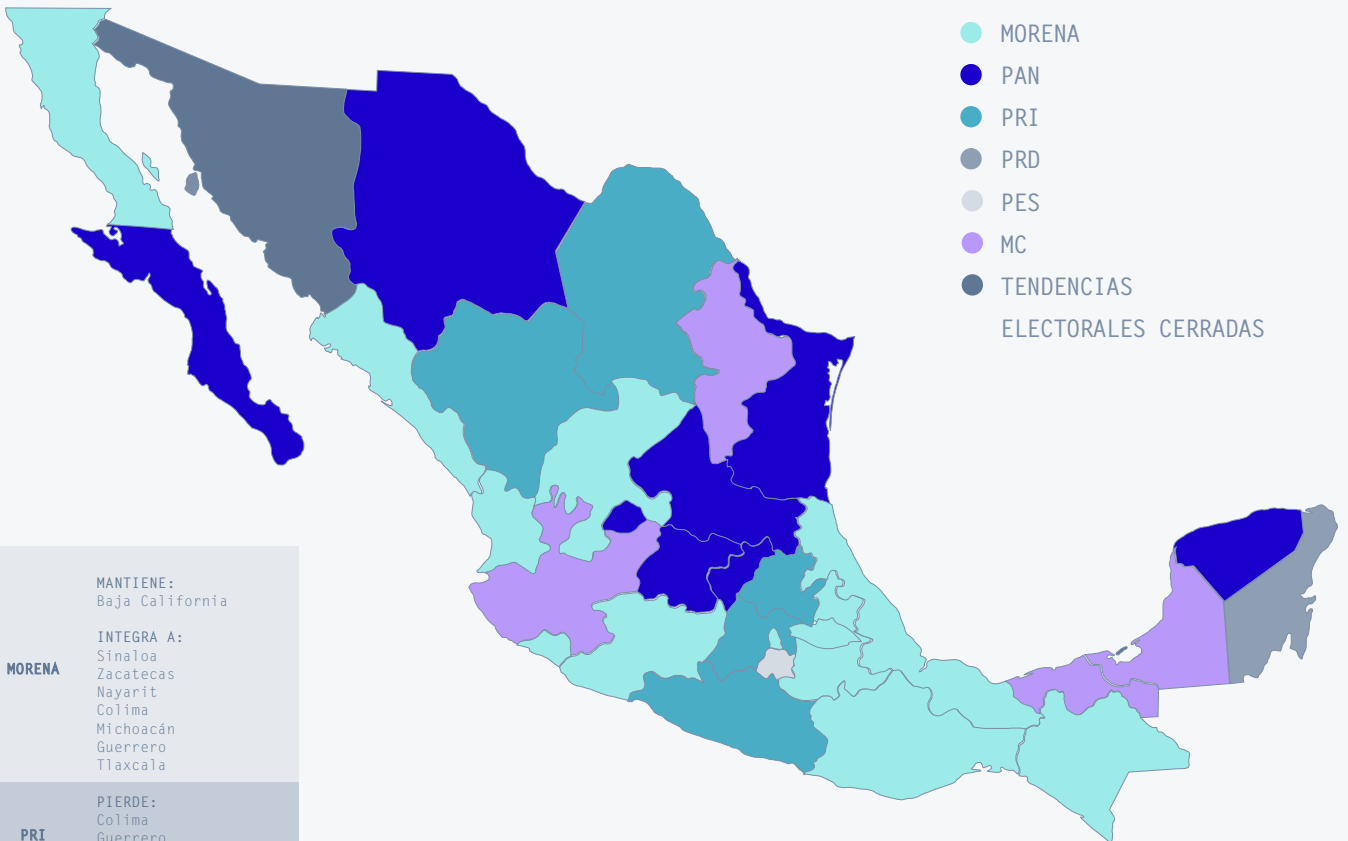 MORENA
PAN
PRI
PRD
PES
MC
TENDENCIAS
ELECTORALES CERRADAS
MORENA
MANTIENE:
Baja California
INTEGRA A:
Sinaloa
Zacatecas
Nayarit
Colima
Michoacán
Guerrero
Tlaxcala
PRI
PIERDE:
Colima
Guerrero